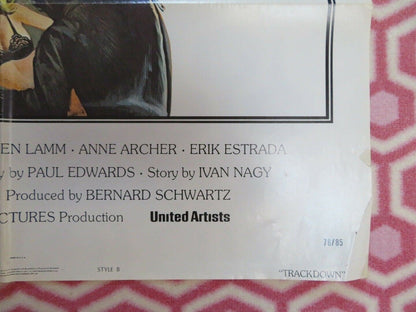 EN LAMM · ANNE ARCHER · ERIK ESTRADA
by PAUL EDWARDS · Story by IVAN NAGY
Produced by BERNARD SCHWARTZ
CTURES Production United Artists
76/85
STYLE B
"TRACKDOWN"